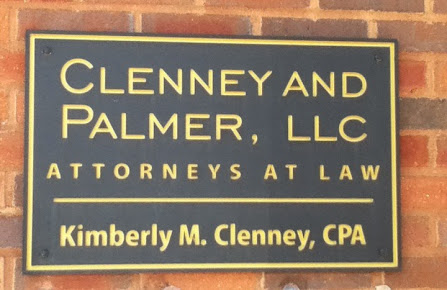 CLENNEY AND
PALMER, LLC
ATTORNEYS AT LAW
Kimberly M. Clenney, CPA